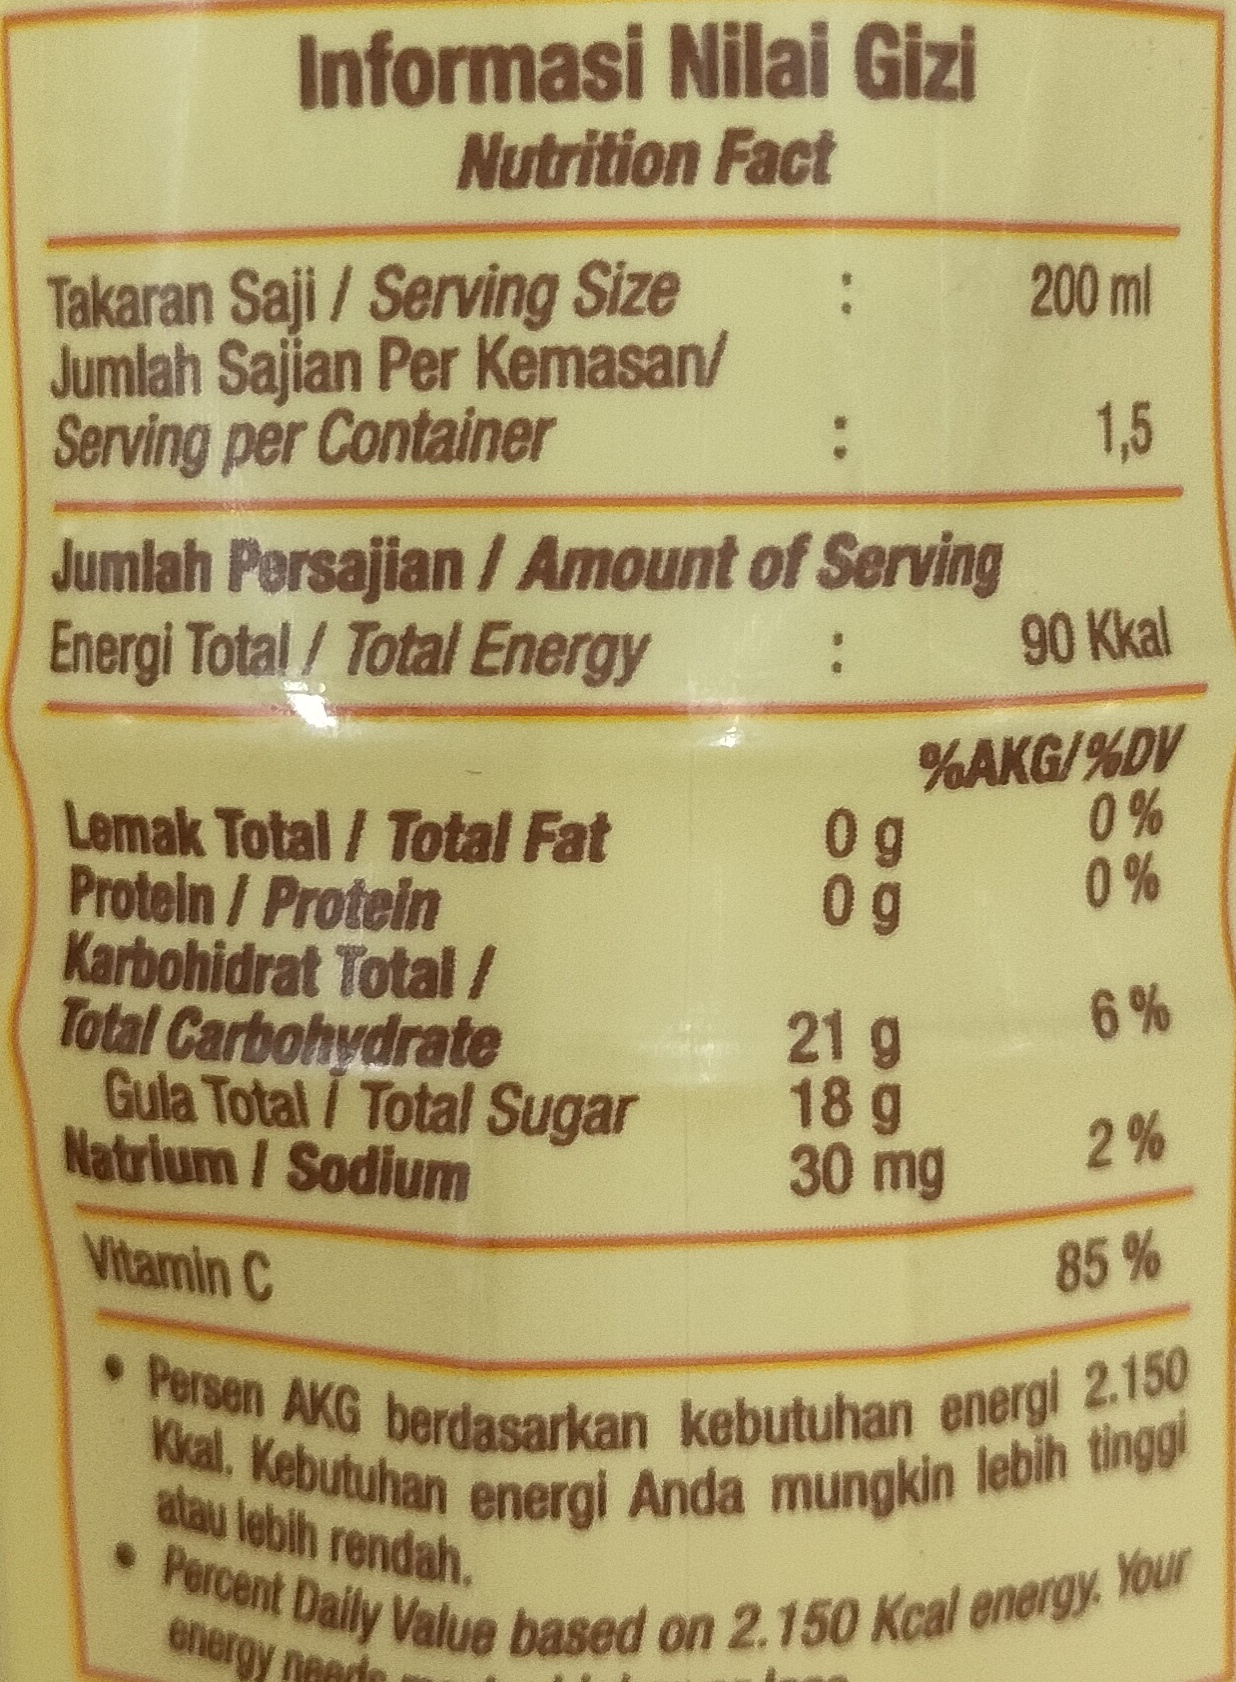 Informasi Nilai Gizi
Nutrition Fact
Takaran Saji / Serving Size : 200 ml
Jumlah Sajian Per Kemasan/
Serving per Container : 1,5
Jumlah Persajian / Amount of Serving
Energi Total / Total Energy : 90 Kkal
%AKG/%DV
Lemak Total / Total Fat 0 g 0 %
Protein / Protein 0 g 0 %
Karbohidrat Total /
Total Carbohydrate 21 g 6 %
Gula Total / Total Sugar 18 g
Natrium / Sodium 30 mg 2 %
Vitamin C 85 %
• Persen AKG berdasarkan kebutuhan energi 2.150
Kkal. Kebutuhan energi Anda mungkin lebih tinggi
atau lebih rendah.
• Percent Daily Value based on 2.150 Kcal energy. Your
energy needs